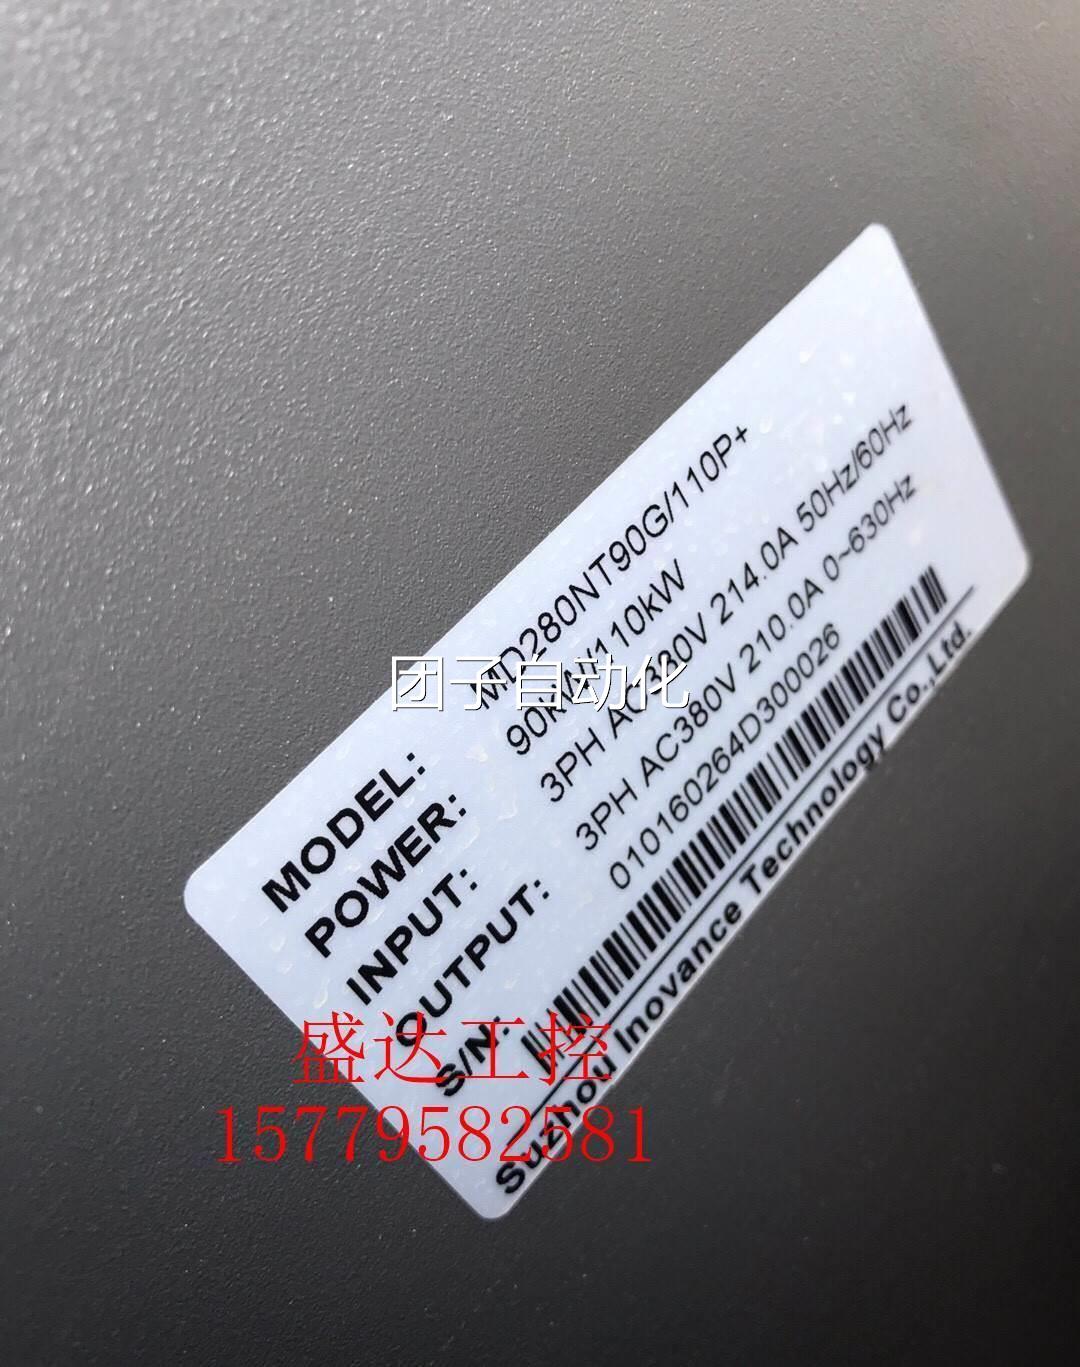 MODEL: MD280NT90G/110P+
POWER: 90kW/110kW
INPUT: 3PH AC380V 214.0A 50Hz/60Hz
OUTPUT: 3PH AC380V 210.0A 0~630Hz
S/N: 010160264D300026
Suzhou Inovance Technology Co.,Ltd.
团子自动化
盛达工控
15779582581